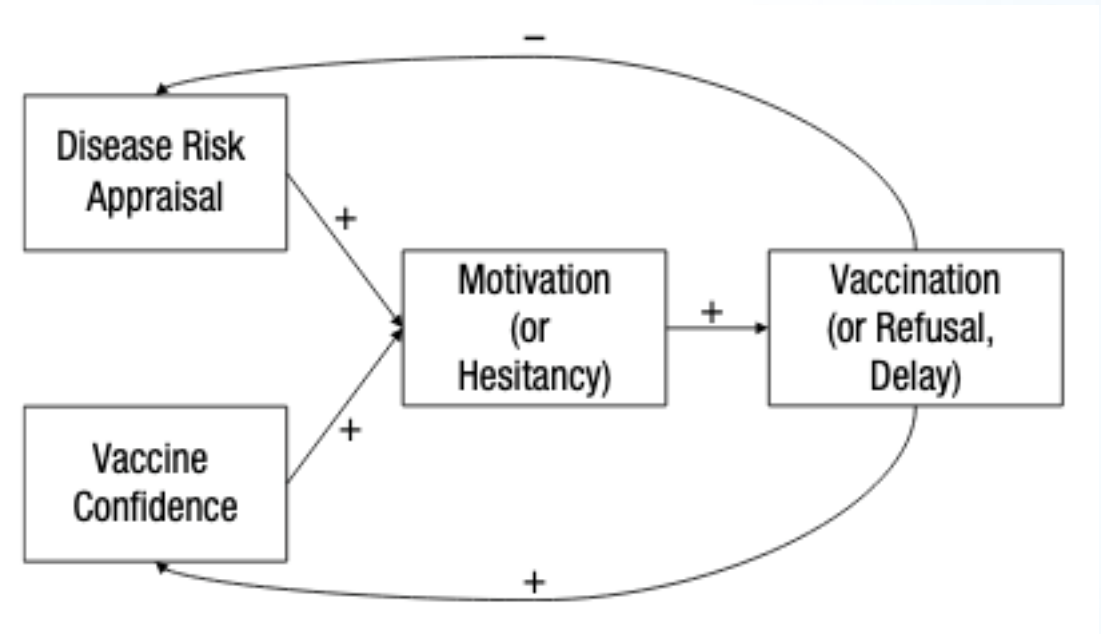 −
Disease Risk
Appraisal
+
Motivation
(or
Hesitancy)
+
Vaccination
(or Refusal,
Delay)
+
Vaccine
Confidence
+